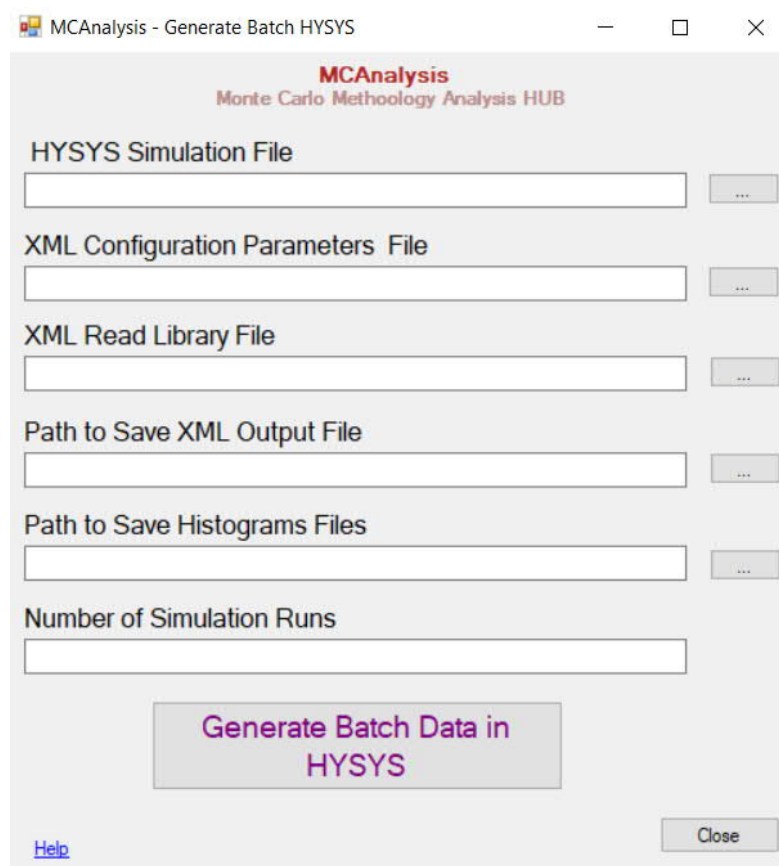 MCAnalysis - Generate Batch HYSYS
MCAnalysis
Monte Carlo Methoology Analysis HUB
HYSYS Simulation File
...
XML Configuration Parameters File
...
XML Read Library File
...
Path to Save XML Output File
...
Path to Save Histograms Files
...
Number of Simulation Runs
Generate Batch Data in
HYSYS
Close
Help